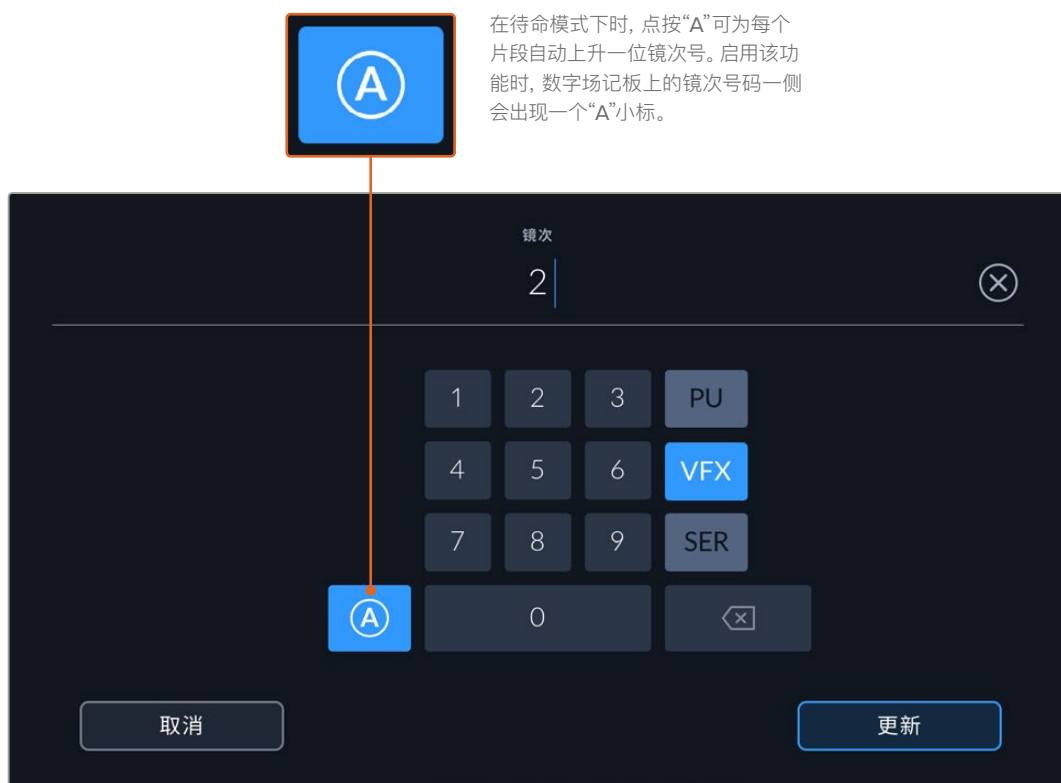 A
在待命模式下时, 点按“A”可为每个
片段自动上升一位镜次号。启用该功
能时, 数字场记板上的镜次号码一侧
会出现一个“A”小标。
镜次
2
1 2 3 PU
4 5 6 VFX
7 8 9 SER
A 0
取消 更新